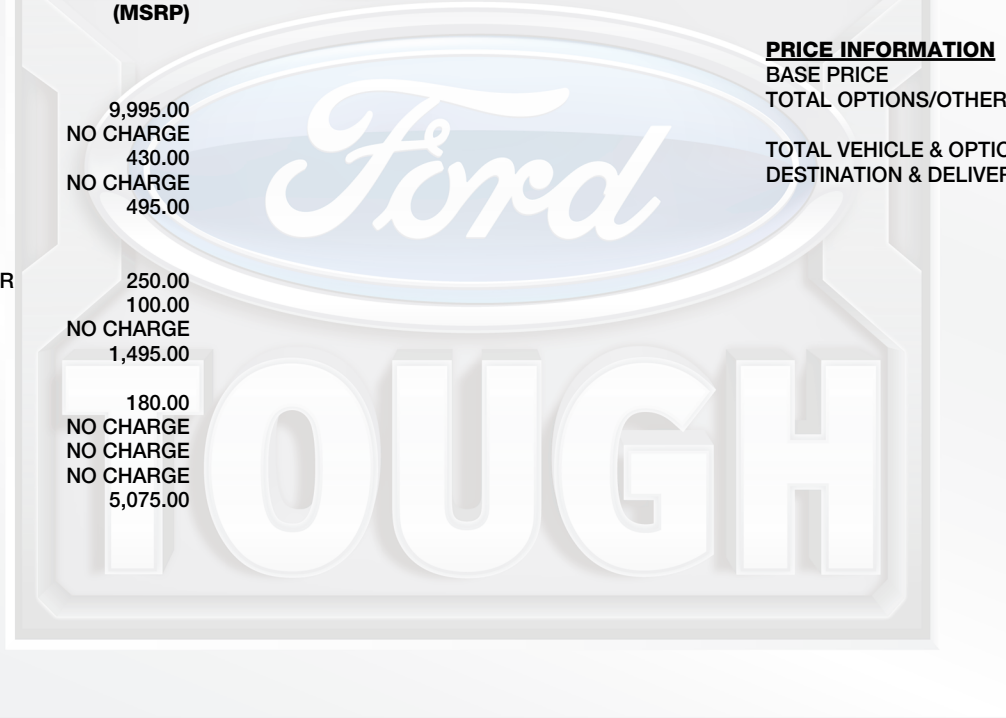 (MSRP)
9,995.00
NO CHARGE
430.00
NO CHARGE
495.00
R 250.00
100.00
NO CHARGE
1,495.00
180.00
NO CHARGE
NO CHARGE
NO CHARGE
5,075.00
PRICE INFORMATION
BASE PRICE
TOTAL OPTIONS/OTHER
TOTAL VEHICLE & OPTIO
DESTINATION & DELIVER
Ford
TOUGH